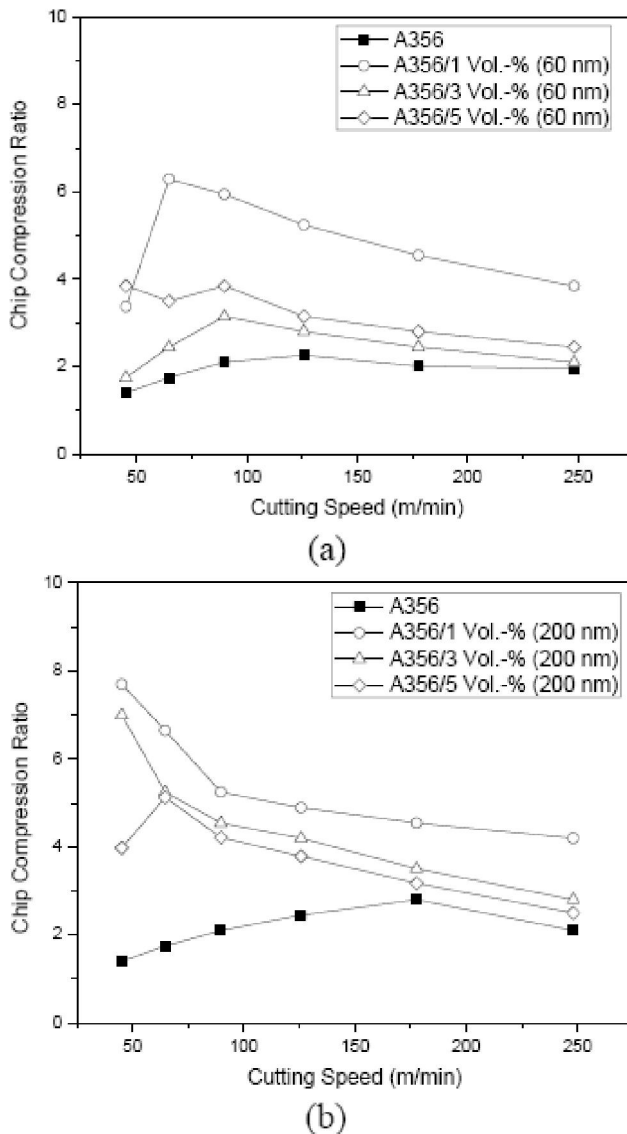 10
8
6
4
2
0
Chip Compression Ratio
A356
A356/1 Vol.-% (60 nm)
A356/3 Vol.-% (60 nm)
A356/5 Vol.-% (60 nm)
50
100
150
200
250
Cutting Speed (m/min)
(a)
10
8
6
4
2
0
Chip Compression Ratio
A356
A356/1 Vol.-% (200 nm)
A356/3 Vol.-% (200 nm)
A356/5 Vol.-% (200 nm)
50
100
150
200
250
Cutting Speed (m/min)
(b)